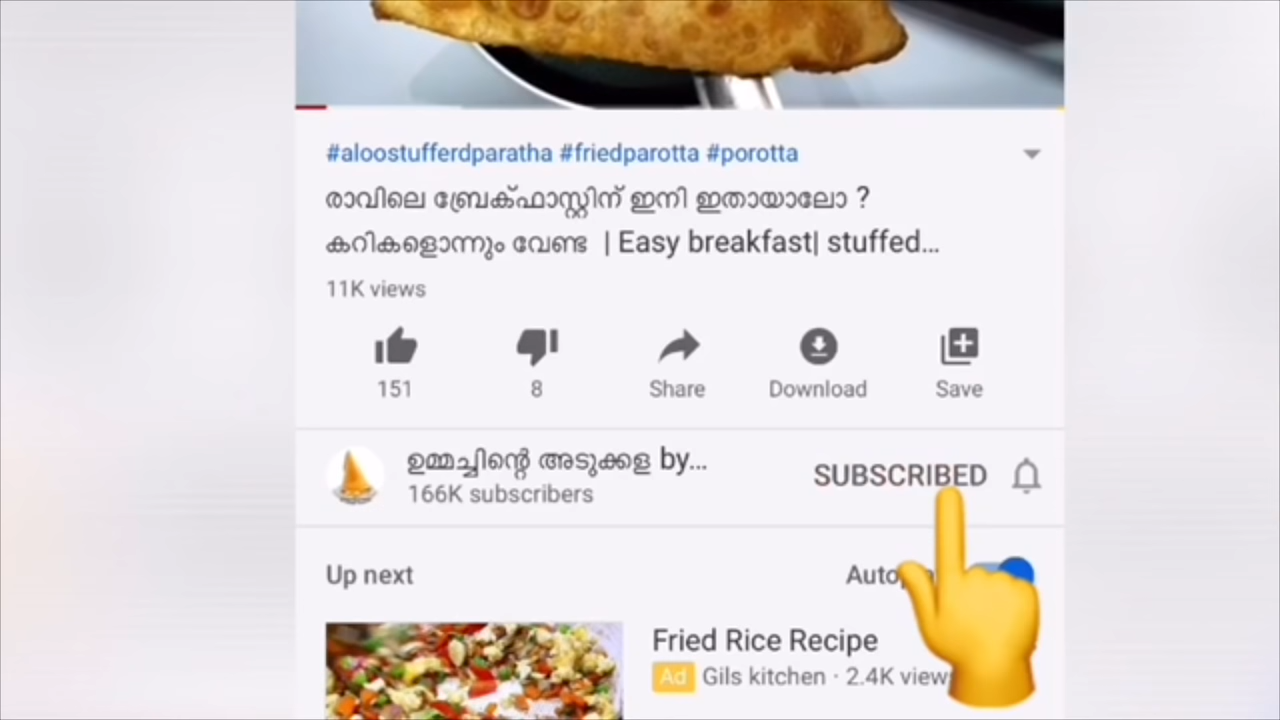 #aloostufferdparatha #friedparotta #porotta
രാവിലെ ബ്രേക്ഫാസ്റ്റിന് ഇനി ഇതായാലോ ?
കറികളൊന്നും വേണ്ട | Easy breakfast| stuffed...
11K views
151
8
Share
Download
Save
ഉമ്മച്ചിന്റെ അടുക്കള by...
166K subscribers
SUBSCRIBED
Up next
Fried Rice Recipe
Ad Gils kitchen · 2.4K views